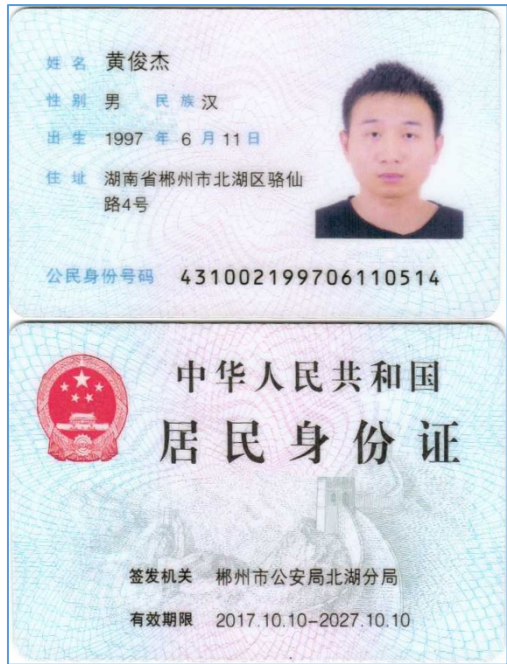 姓名 黄俊杰
性别 男 民族 汉
出生 1997 年 6 月 11 日
住址 湖南省郴州市北湖区骆仙
路4号
公民身份号码 431002199706110514
中华人民共和国
居民身份证
签发机关 郴州市公安局北湖分局
有效期限 2017.10.10-2027.10.10